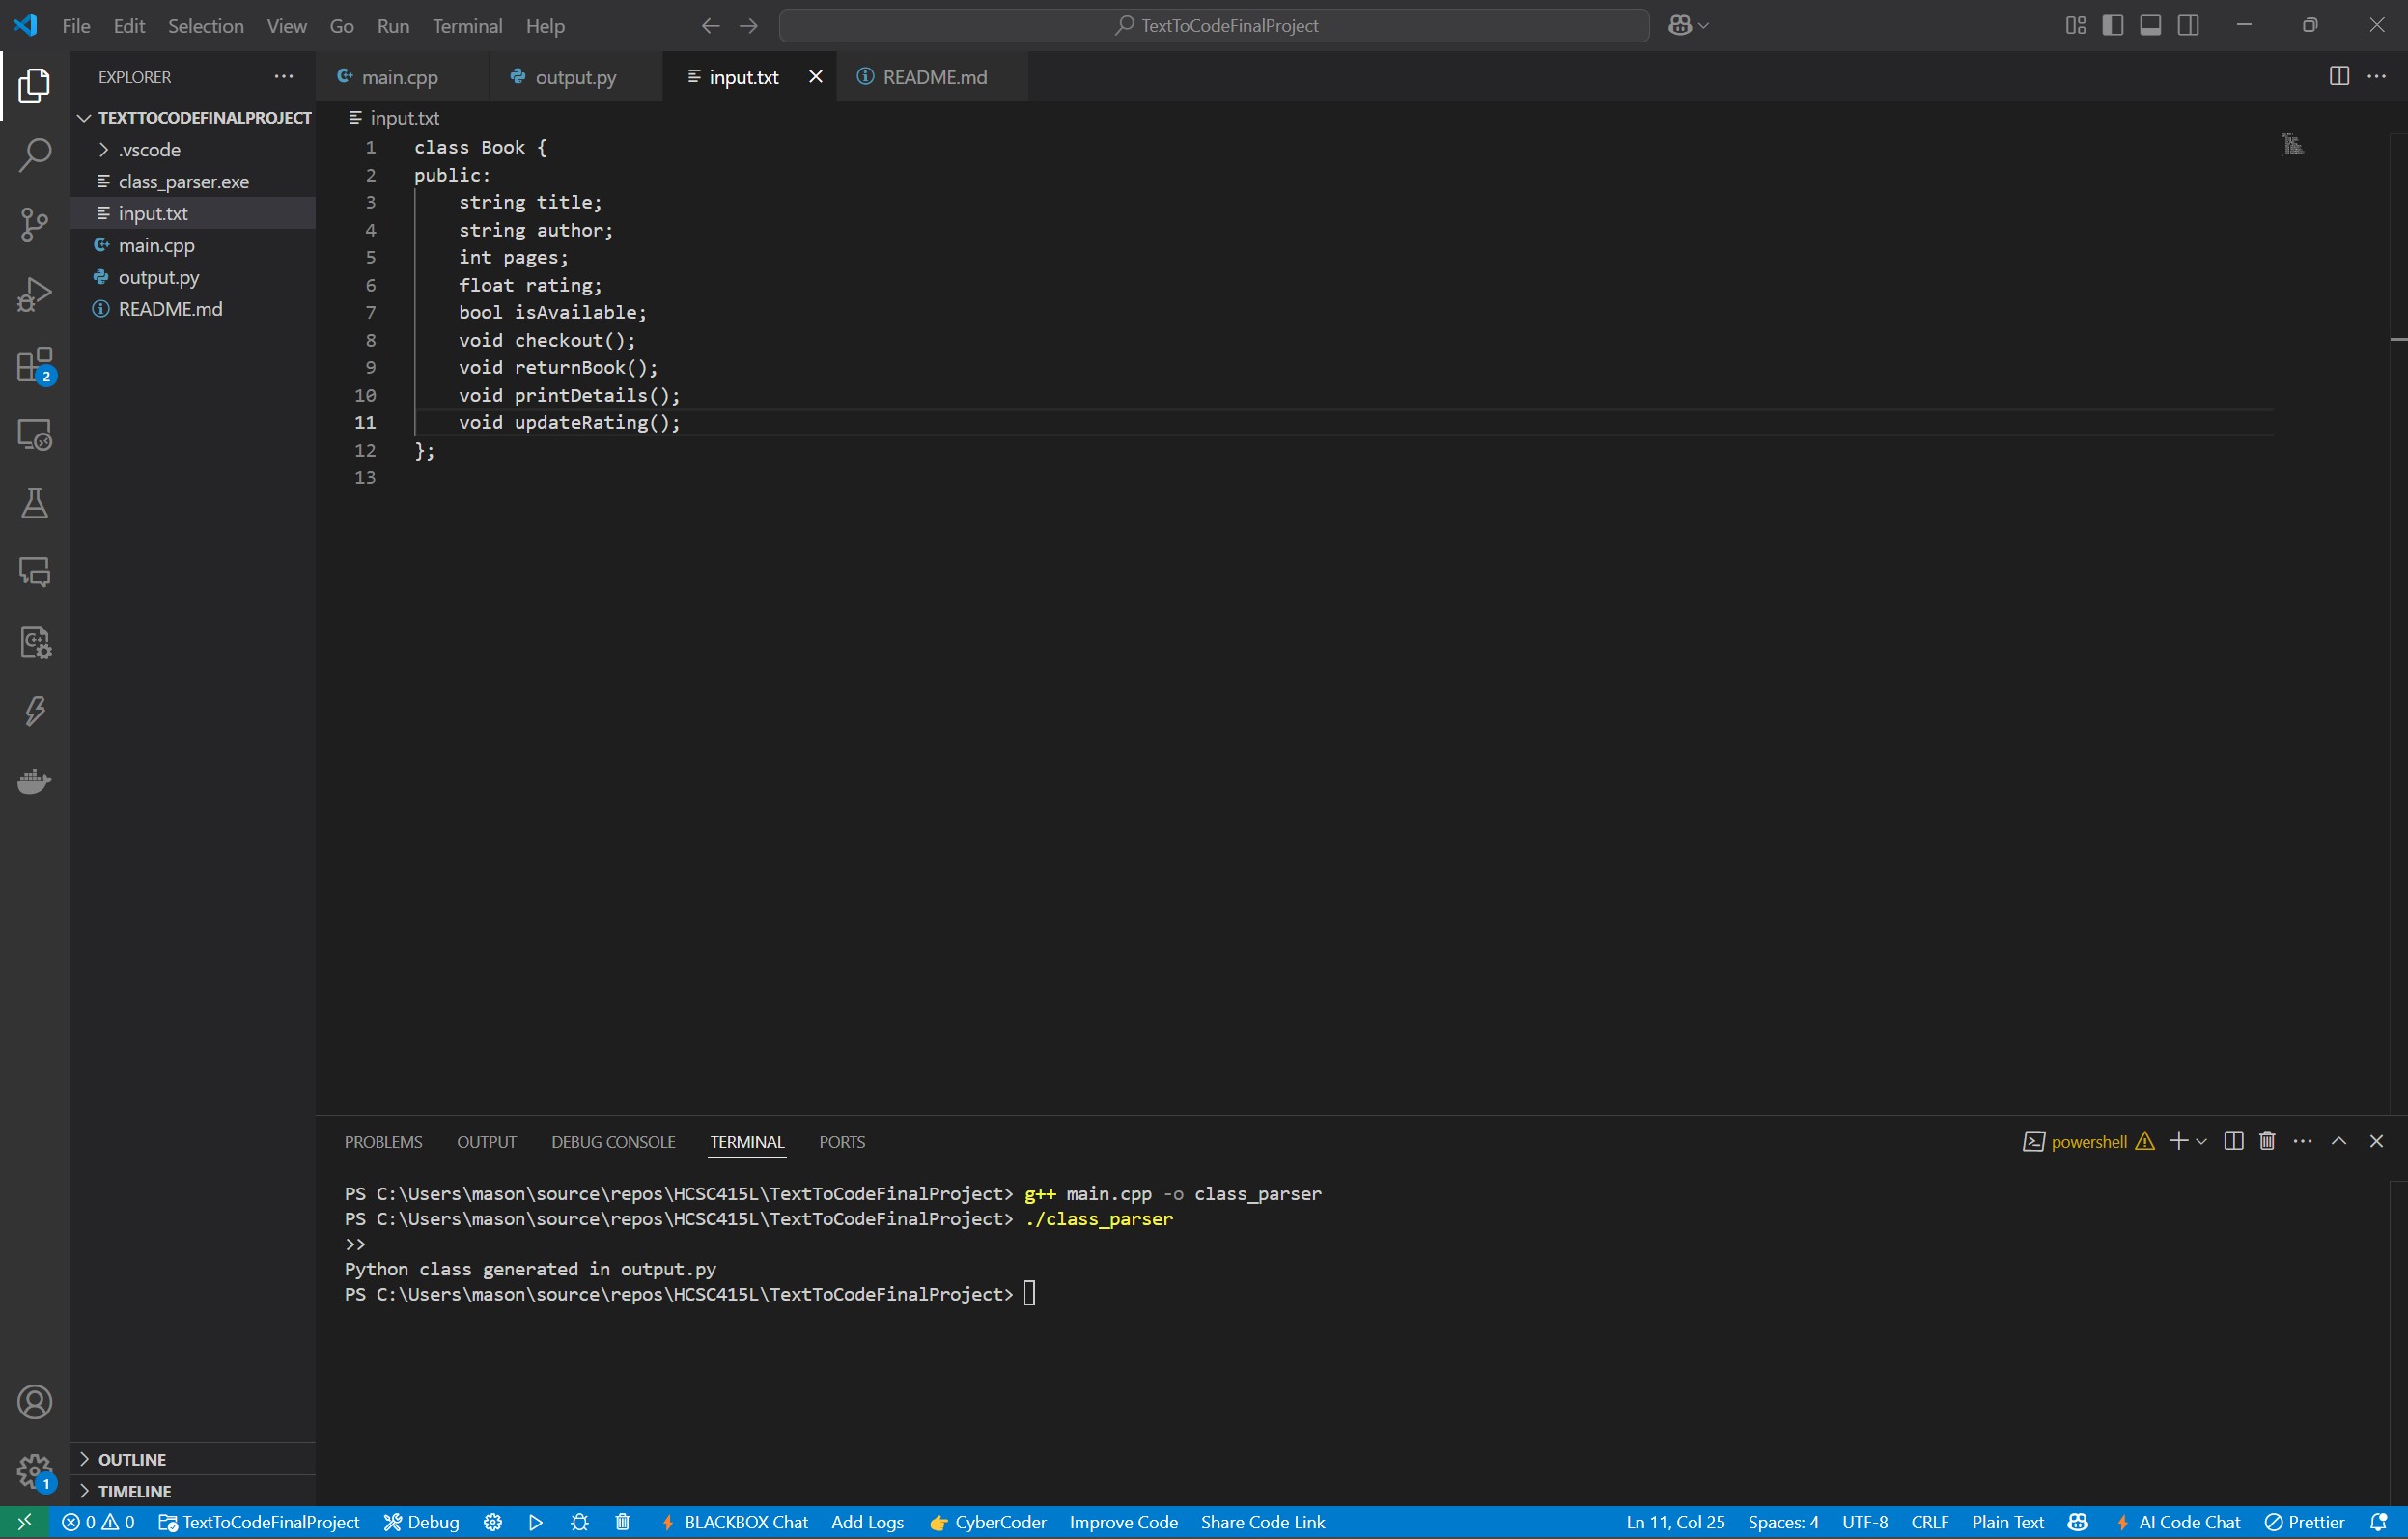 File Edit Selection View Go Run Terminal Help TextToCodeFinalProject
EXPLORER
main.cpp output.py input.txt README.md
TEXTTOCODEFINALPROJECT
.vscode
class_parser.exe
input.txt
main.cpp
output.py
README.md
2
input.txt
1 class Book {
2 public:
3 string title;
4 string author;
5 int pages;
6 float rating;
7 bool isAvailable;
8 void checkout();
9 void returnBook();
10 void printDetails();
11 void updateRating();
12 };
13
PROBLEMS OUTPUT DEBUG CONSOLE TERMINAL PORTS powershell
PS C:\Users\mason\source\repos\HCSC415L\TextToCodeFinalProject> g++ main.cpp -o class_parser
PS C:\Users\mason\source\repos\HCSC415L\TextToCodeFinalProject> ./class_parser
>>
Python class generated in output.py
PS C:\Users\mason\source\repos\HCSC415L\TextToCodeFinalProject>
OUTLINE
TIMELINE
1
0 0 TextToCodeFinalProject Debug BLACKBOX Chat Add Logs CyberCoder Improve Code Share Code Link Ln 11, Col 25 Spaces: 4 UTF-8 CRLF Plain Text AI Code Chat Prettier